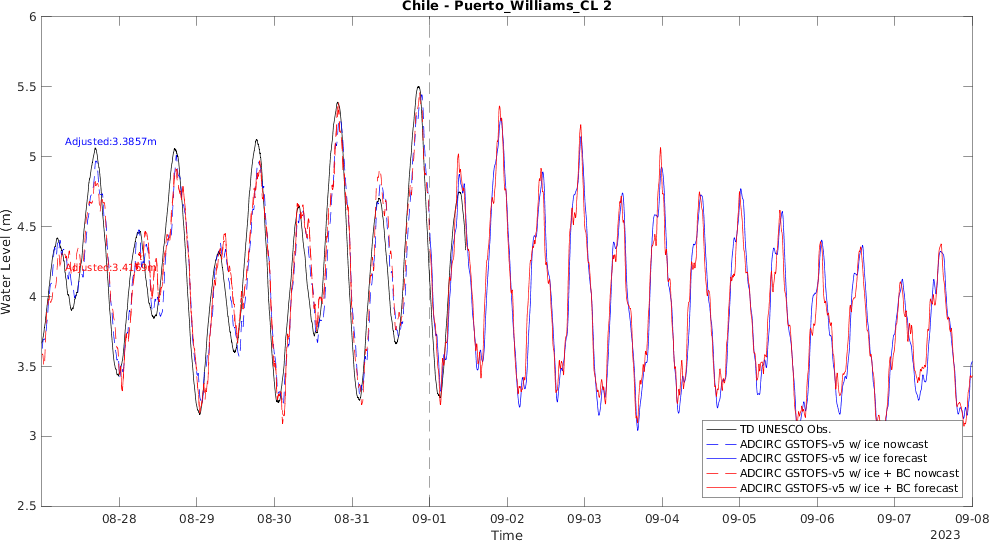 Chile - Puerto_Williams_CL 2
6
5.5
5
4.5
4
3.5
3
2.5
Water Level (m)
Adjusted:3.3857m
TD UNESCO Obs.
ADCIRC GSTOFS-v5 w/ ice nowcast
ADCIRC GSTOFS-v5 w/ ice forecast
ADCIRC GSTOFS-v5 w/ ice + BC nowcast
ADCIRC GSTOFS-v5 w/ ice + BC forecast
08-28 08-29 08-30 08-31 09-01 09-02 09-03 09-04 09-05 09-06 09-07 09-08
Time
2023